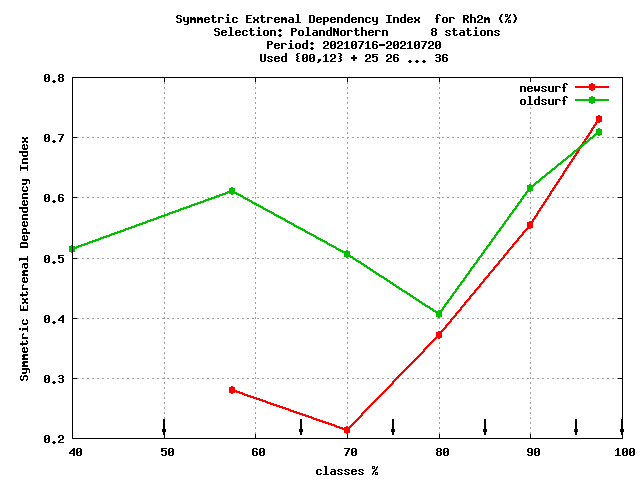 Symmetric Extremal Dependency Index  for Rh2m (%)
Selection: PolandNorthern      8 stations
Period: 20210716-20210720
Used {00,12} + 25 26 ... 36
newsurf
oldsurf
Symmetric Extremal Dependency Index
0.8
0.7
0.6
0.5
0.4
0.3
0.2
40 50 60 70 80 90 100
classes %